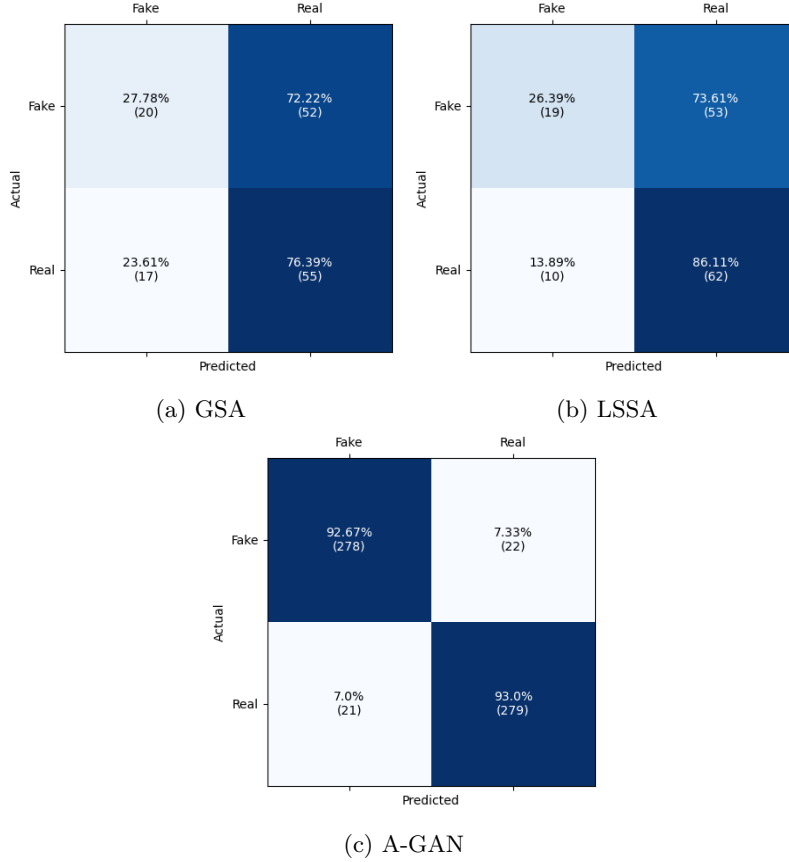 Fake Real
Fake
27.78%
(20)
72.22%
(52)
Actual
Real
23.61%
(17)
76.39%
(55)
Predicted
(a) GSA
Fake Real
Fake
26.39%
(19)
73.61%
(53)
Actual
Real
13.89%
(10)
86.11%
(62)
Predicted
(b) LSSA
Fake Real
Fake
92.67%
(278)
7.33%
(22)
Actual
Real
7.0%
(21)
93.0%
(279)
Predicted
(c) A-GAN